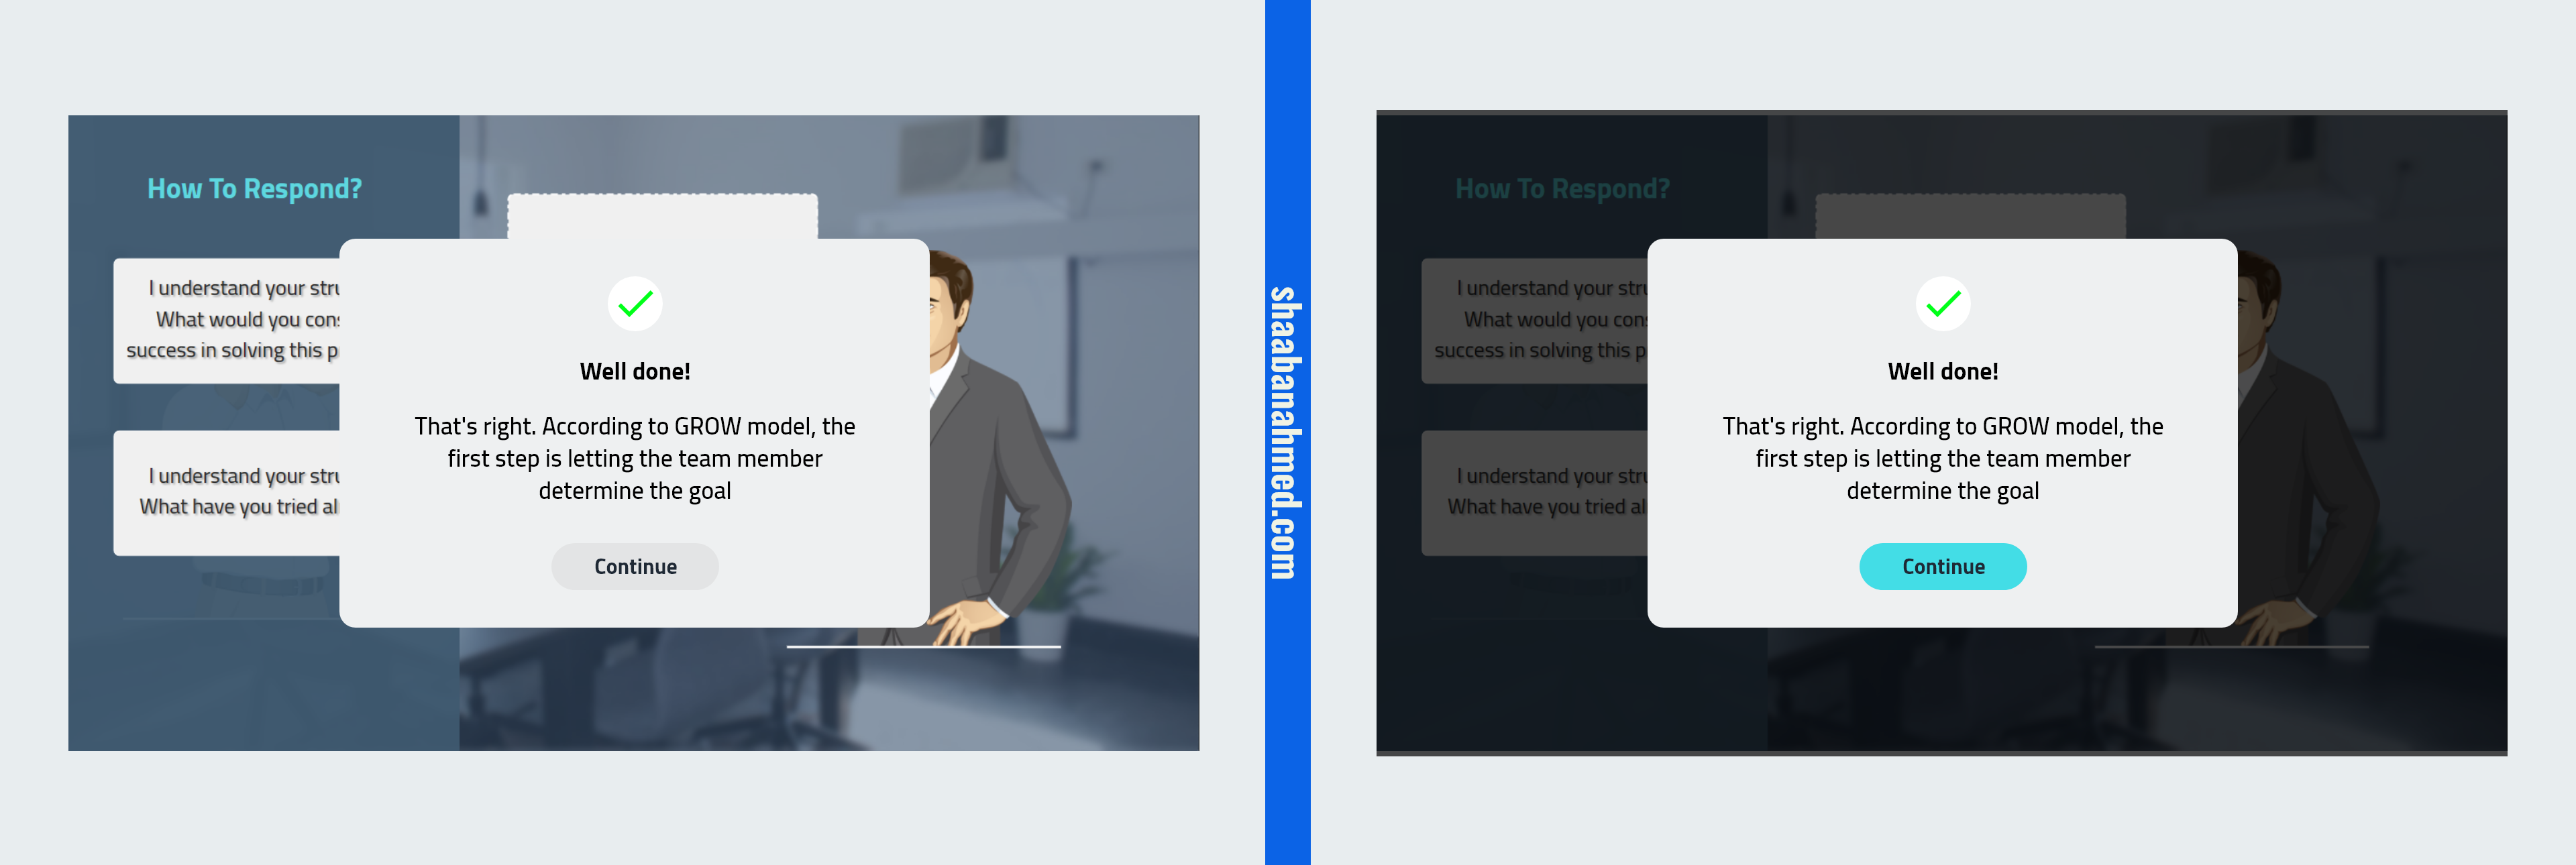 How To Respond?
I understand your stru
What would you cons
success in solving this p
I understand your stru
What have you tried al
Well done!
That's right. According to GROW model, the
first step is letting the team member
determine the goal
Continue
shaabanahmed.com
How To Respond?
I understand your stru
What would you cons
success in solving this p
I understand your stru
What have you tried al
Well done!
That's right. According to GROW model, the
first step is letting the team member
determine the goal
Continue